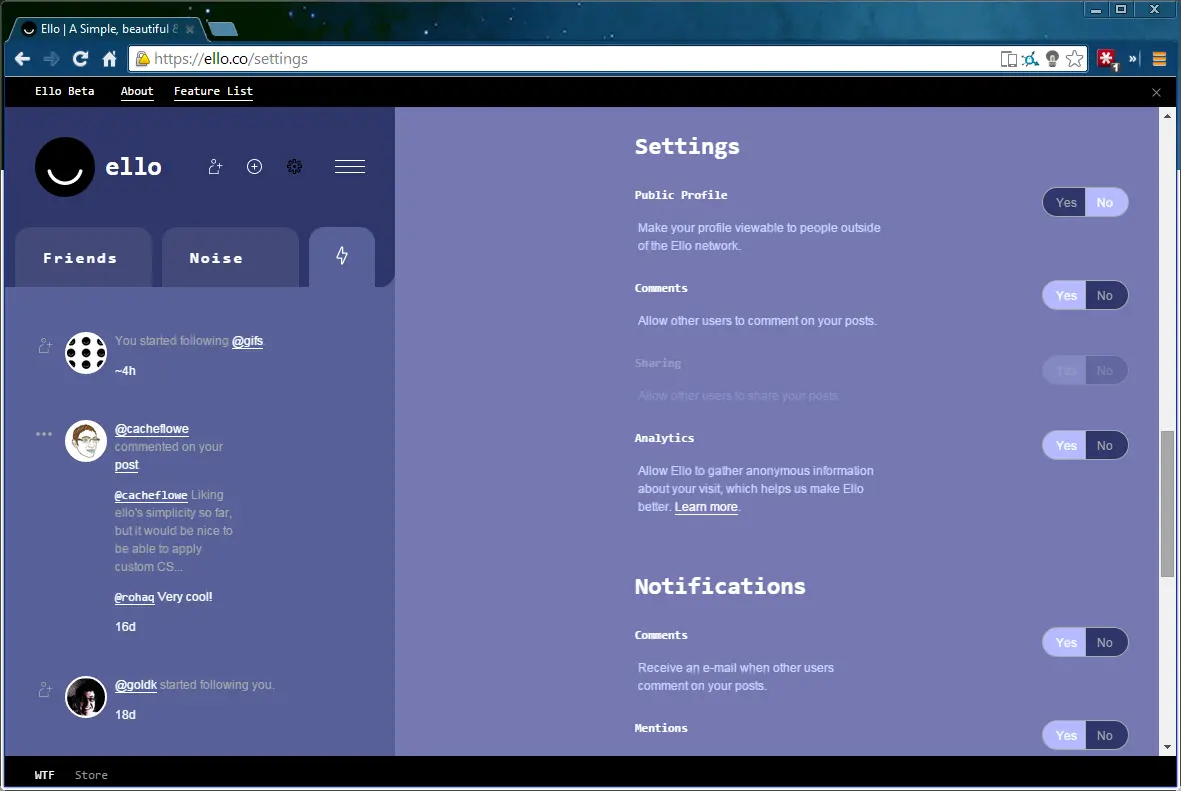 Ello | A Simple, beautiful &
https://ello.co/settings
1
Ello Beta About Feature List
ello
Friends
Noise
You started following @gifs
~4h
@cacheflowe
commented on your
post
@cacheflowe Liking
ello's simplicity so far,
but it would be nice to
be able to apply
custom CS...
@rohaq Very cool!
16d
@goldk started following you.
18d
Settings
Public Profile
Yes No
Make your profile viewable to people outside
of the Ello network.
Comments
Yes No
Allow other users to comment on your posts.
Sharing
Yes No
Allow other users to share your posts.
Analytics
Yes No
Allow Ello to gather anonymous information
about your visit, which helps us make Ello
better. Learn more.
Notifications
Comments
Yes No
Receive an e-mail when other users
comment on your posts.
Mentions
Yes No
WTF Store